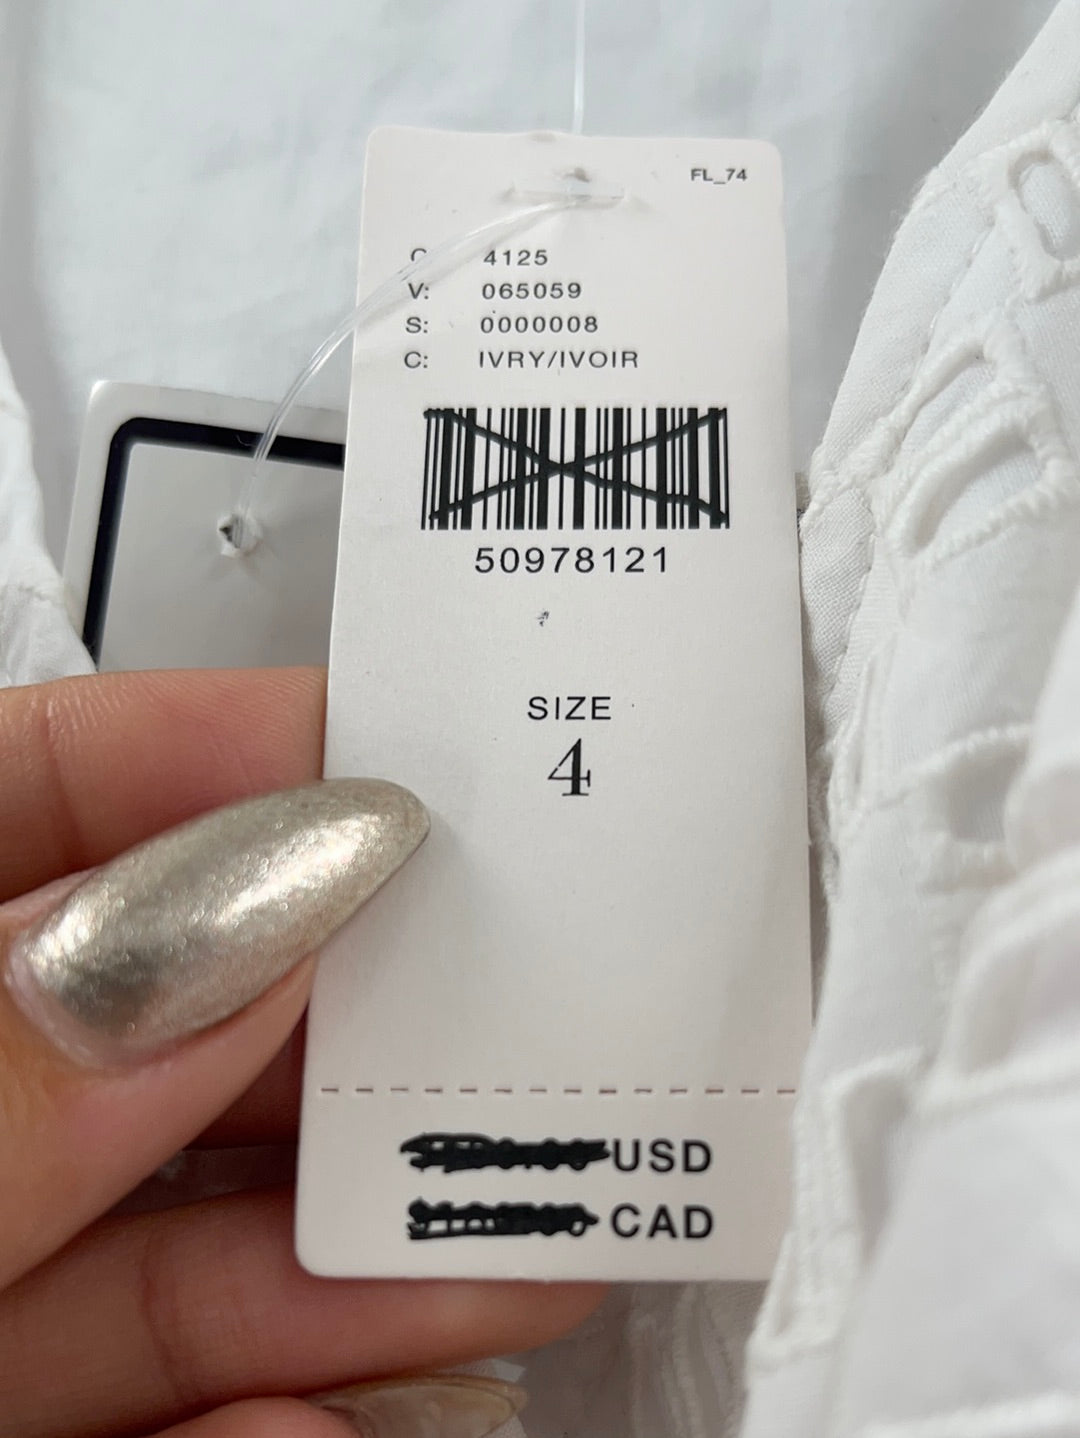 FL_74
4125
V: 065059
S: 0000008
C: IVRY/IVOIR
50978121
SIZE
4
USD
CAD